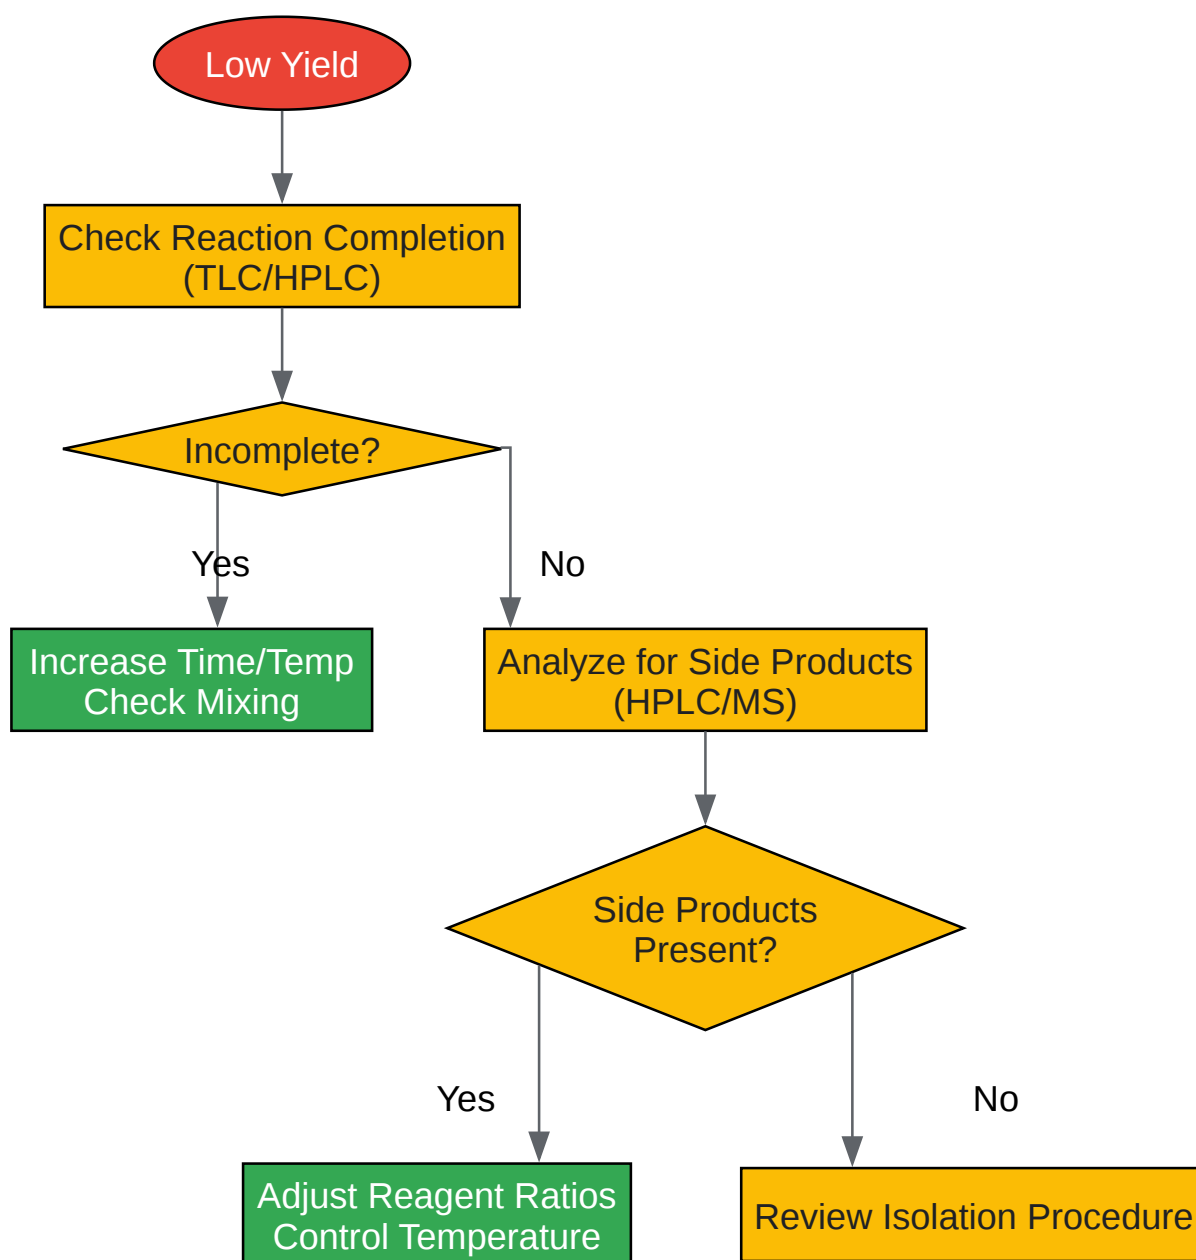 Low Yield
Check Reaction Completion
(TLC/HPLC)
Incomplete?
Yes
No
Increase Time/Temp
Check Mixing
Analyze for Side Products
(HPLC/MS)
Side Products
Present?
Yes
No
Adjust Reagent Ratios
Control Temperature
Review Isolation Procedure